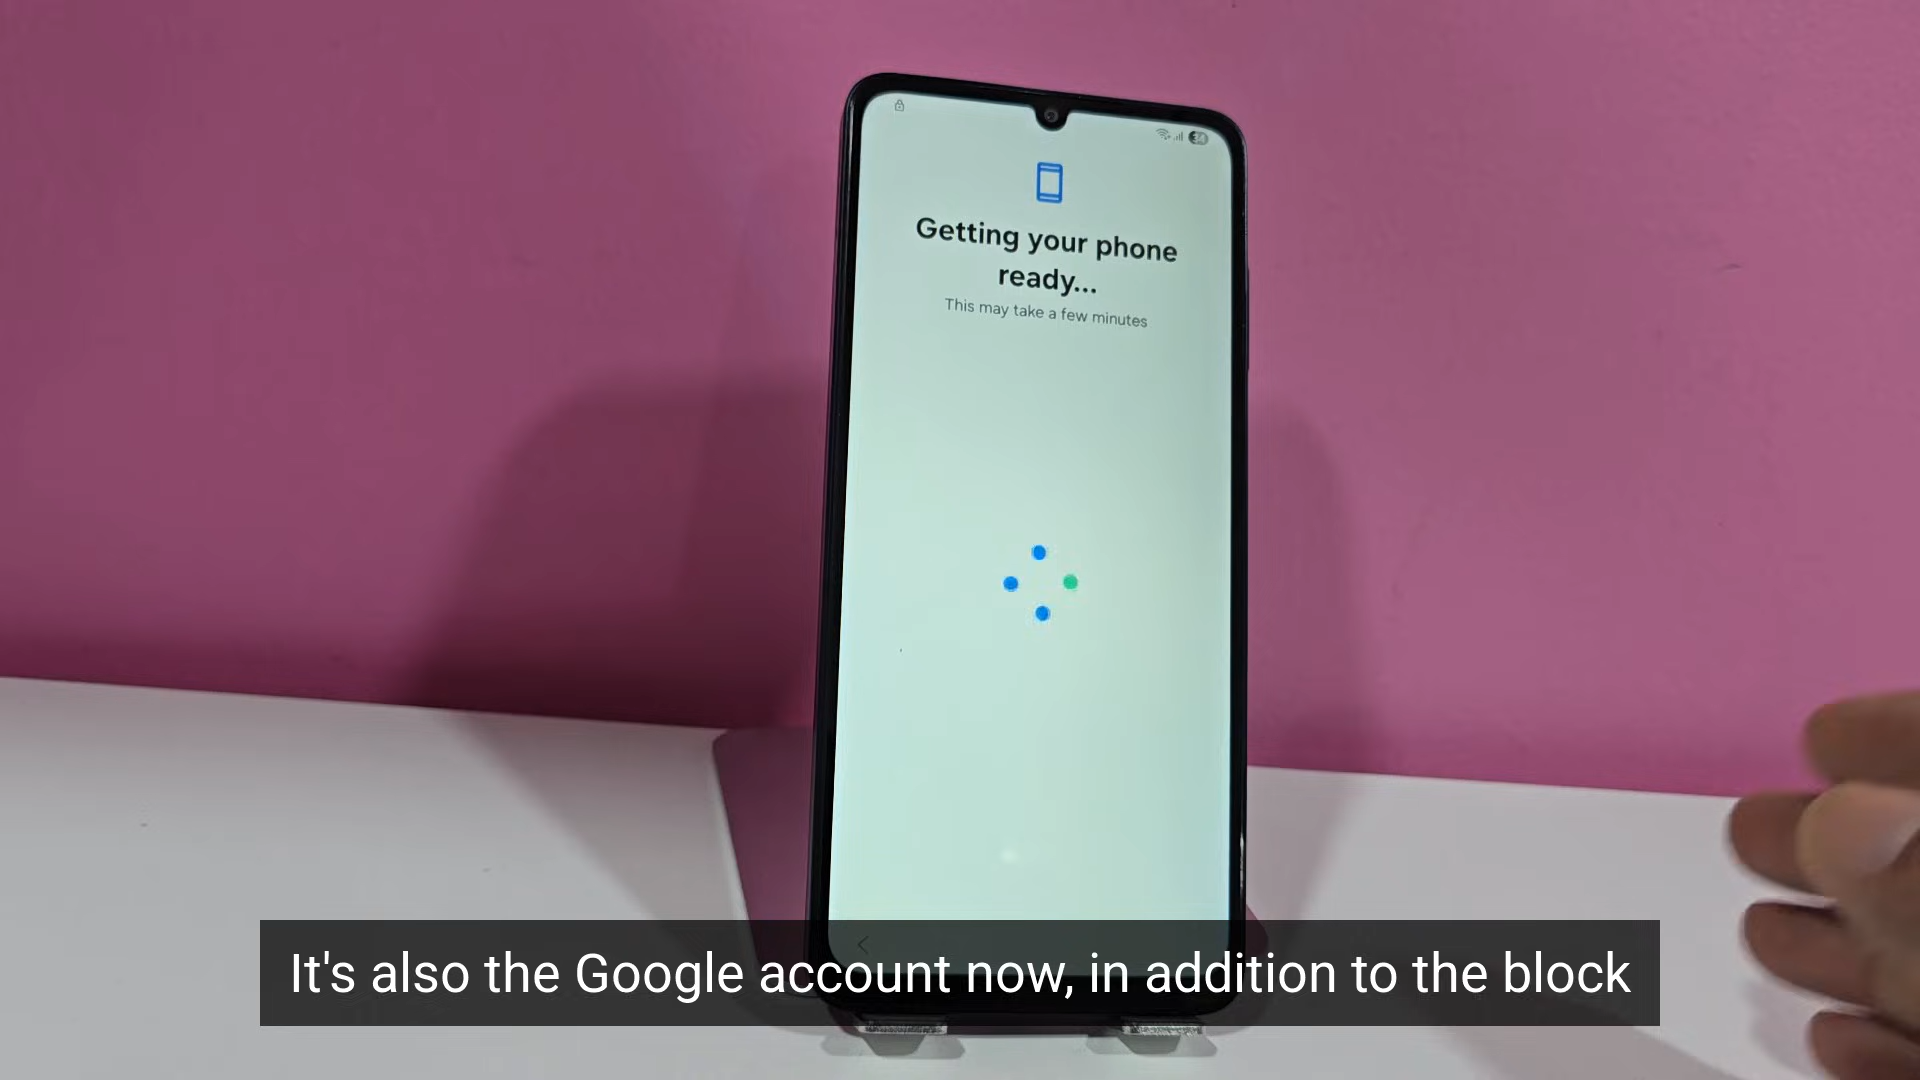 Getting your phone
ready...
This may take a few minutes
It's also the Google account now, in addition to the block